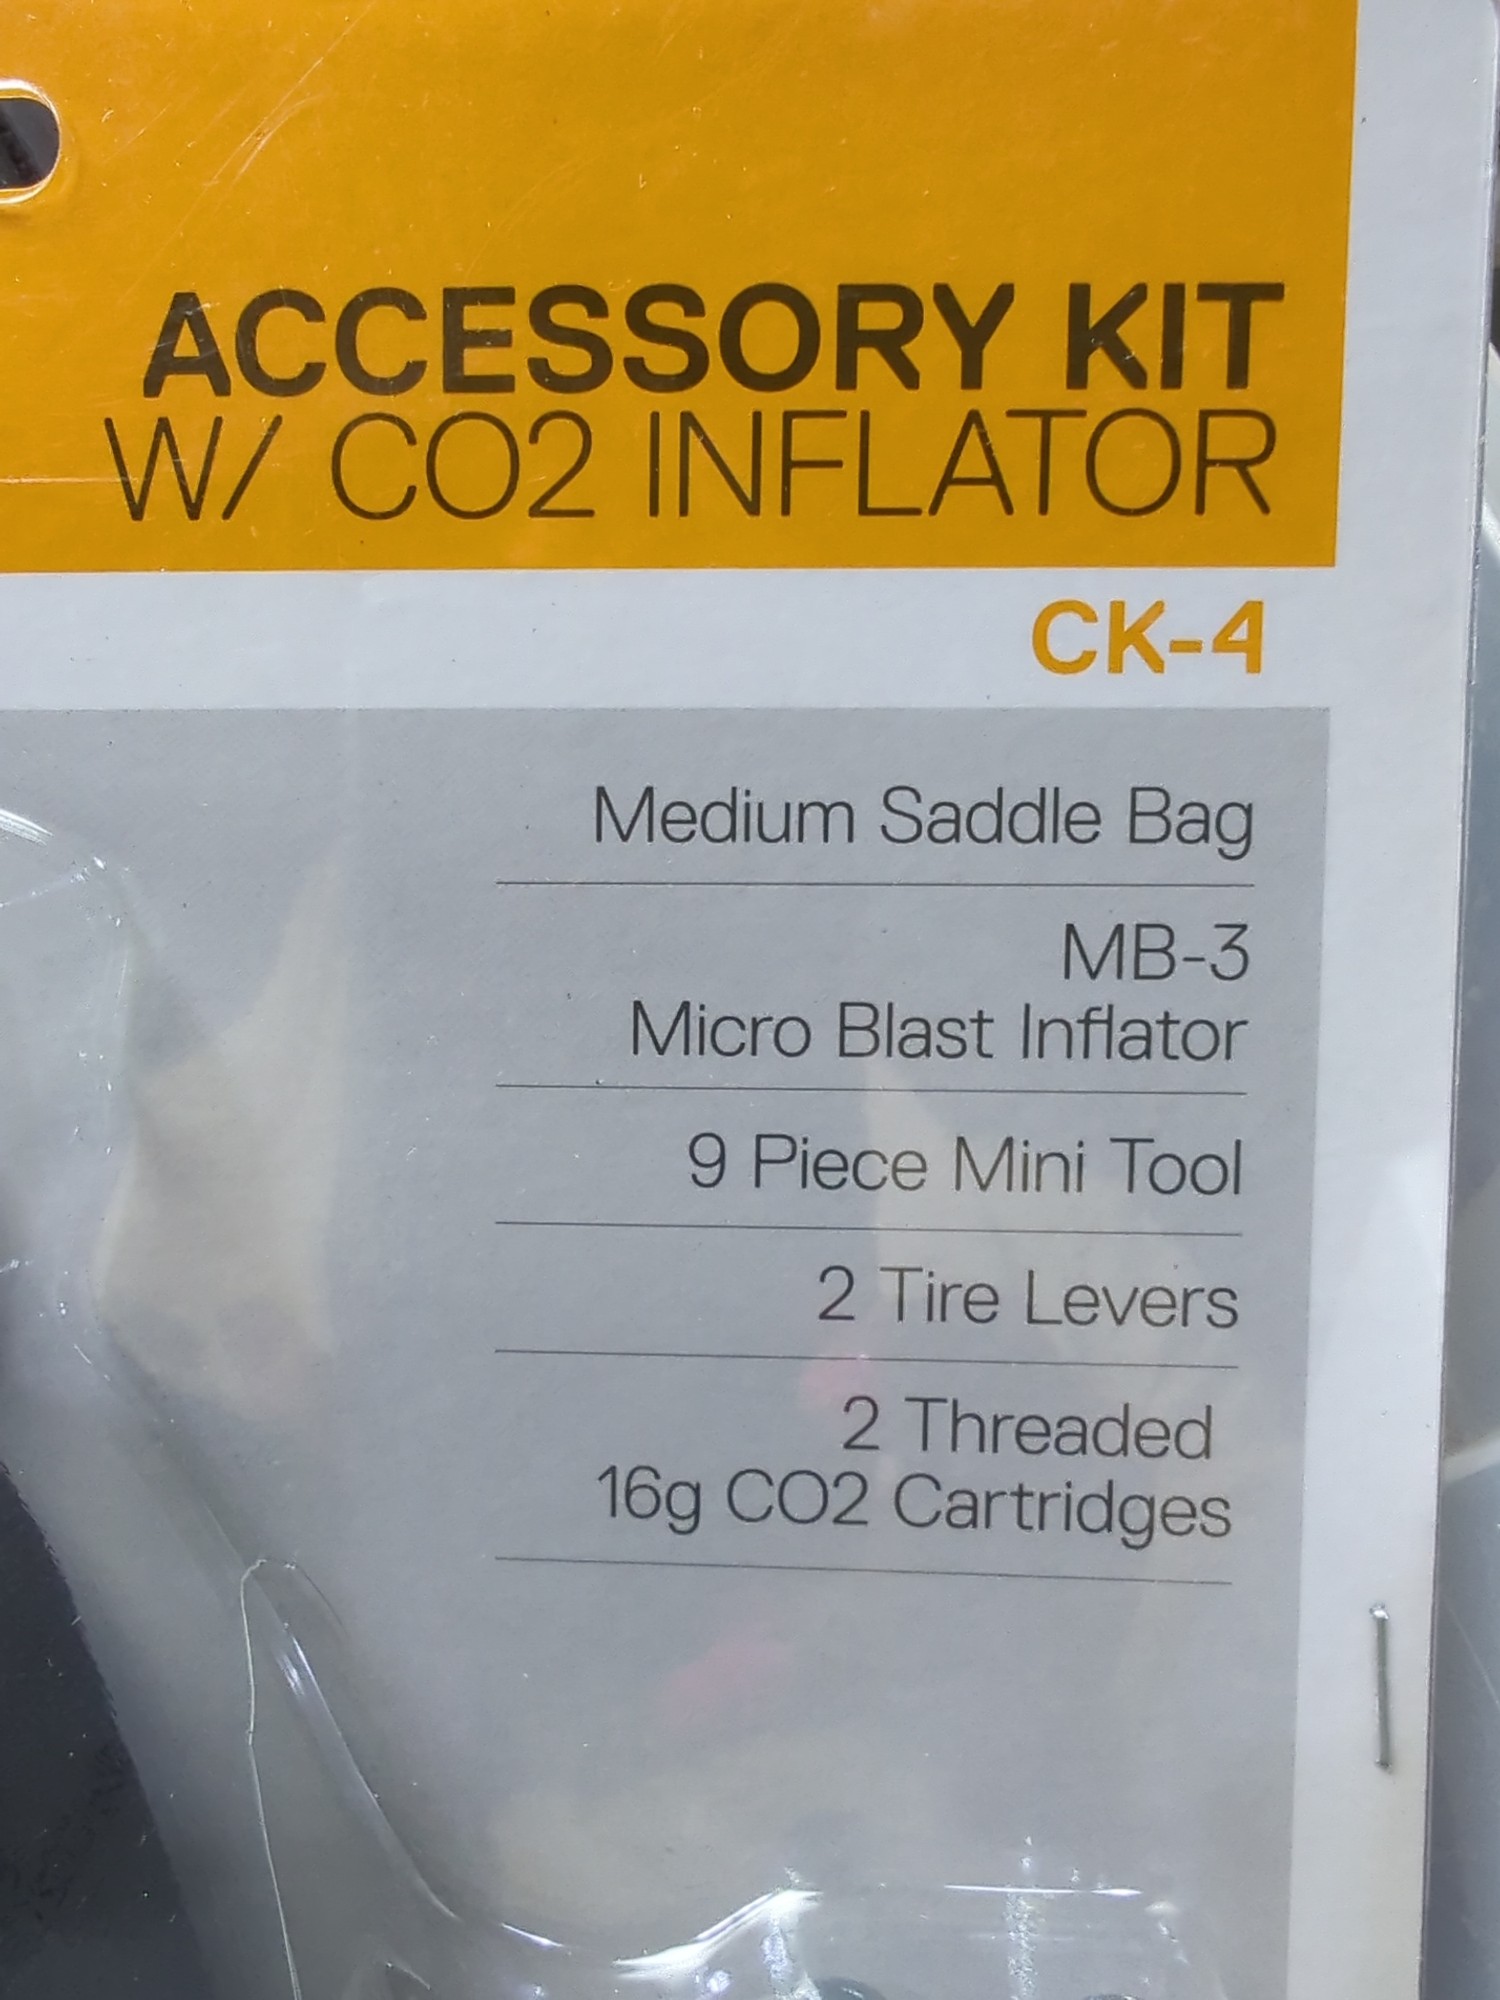 ACCESSORY KIT
W/ CO2 INFLATOR
CK-4
Medium Saddle Bag
MB-3
Micro Blast Inflator
9 Piece Mini Tool
2 Tire Levers
2 Threaded
16g CO2 Cartridges